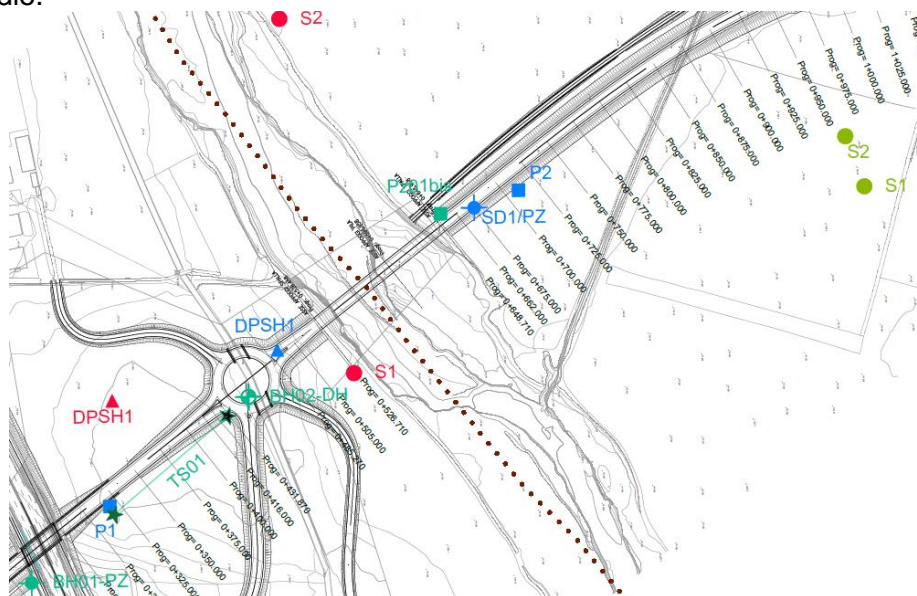 S2
Prog= 1+025.000
Prog= 1+000.000
Prog= 0+975.000
Prog= 0+950.000
Prog= 0+925.000
Prog= 0+900.000
Prog= 0+875.000
Prog= 0+850.000
Prog= 0+825.000
Prog= 0+800.000
Prog= 0+775.000
Prog= 0+750.000
Prog= 0+725.000
Prog= 0+700.000
Prog= 0+675.000
Prog= 0+662.000
Prog= 0+648.710
S2
S1
P2
Pz01bis
SD1/PZ
DPSH1
S1
DPSH1
BH02-DH
Prog= 0+526.710
Prog= 0+505.000
TS01
Prog= 0+431.870
Prog= 0+416.000
Prog= 0+400.000
Prog= 0+375.000
Prog= 0+350.000
Prog= 0+325.000
P1
BH01-PZ